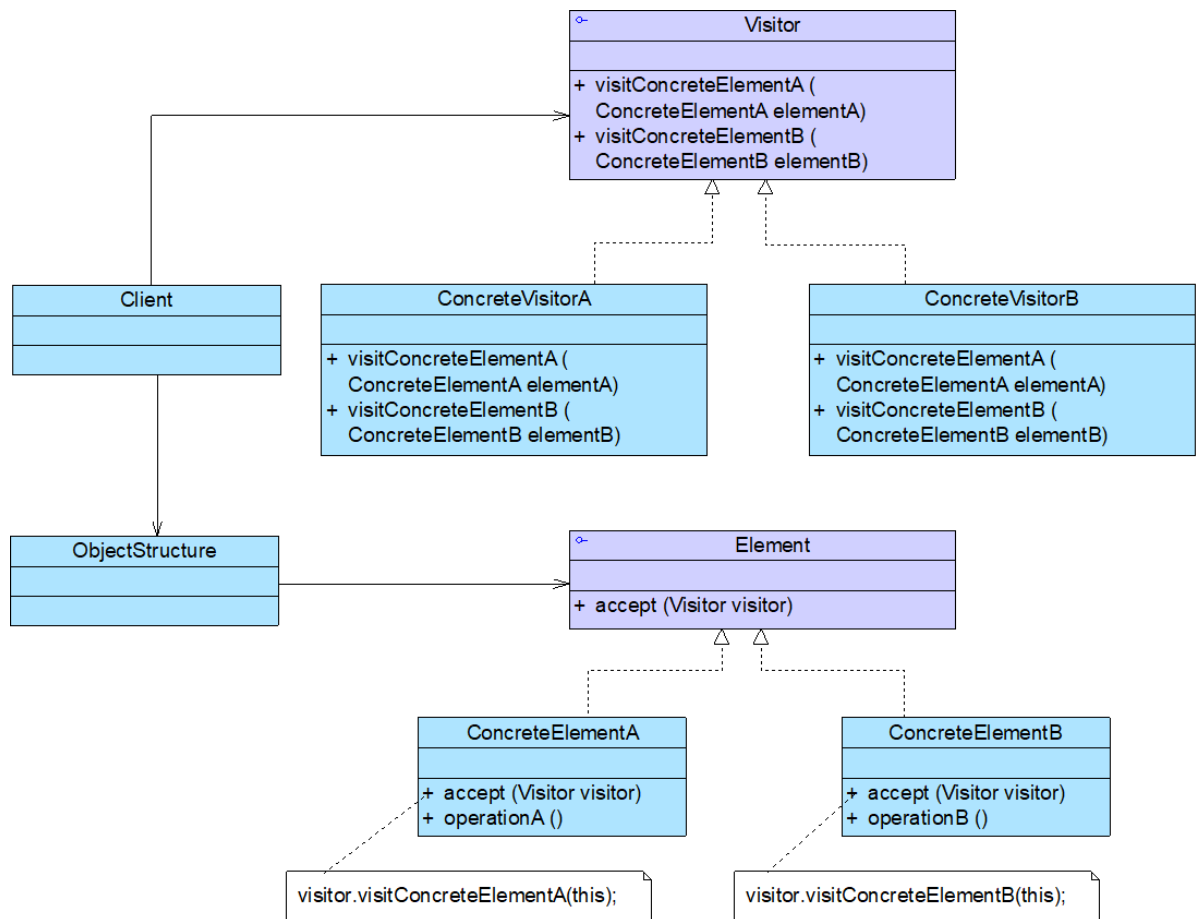 Visitor
+ visitConcreteElementA (
ConcreteElementA elementA)
+ visitConcreteElementB (
ConcreteElementB elementB)
Client
ConcreteVisitorA
+ visitConcreteElementA (
ConcreteElementA elementA)
+ visitConcreteElementB (
ConcreteElementB elementB)
ConcreteVisitorB
+ visitConcreteElementA (
ConcreteElementA elementA)
+ visitConcreteElementB (
ConcreteElementB elementB)
ObjectStructure
Element
+ accept (Visitor visitor)
ConcreteElementA
+ accept (Visitor visitor)
+ operationA ()
ConcreteElementB
+ accept (Visitor visitor)
+ operationB ()
visitor.visitConcreteElementA(this);
visitor.visitConcreteElementB(this);